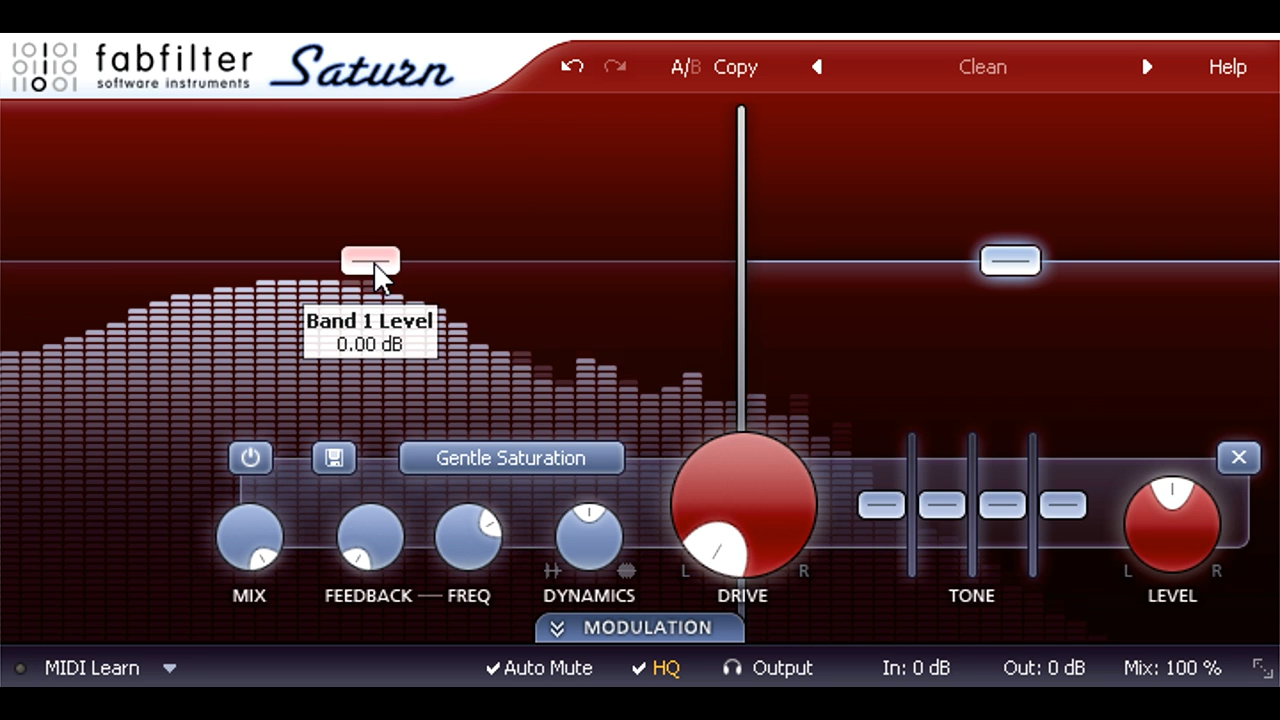 fabfilter
software instruments
Saturn
A/B Copy
Clean
Help
Band 1 Level
0.00 dB
Gentle Saturation
L R
L R
MIX
FEEDBACK
FREQ
DYNAMICS
DRIVE
TONE
LEVEL
MODULATION
MIDI Learn
Auto Mute
HQ
Output
In: 0 dB
Out: 0 dB
Mix: 100 %